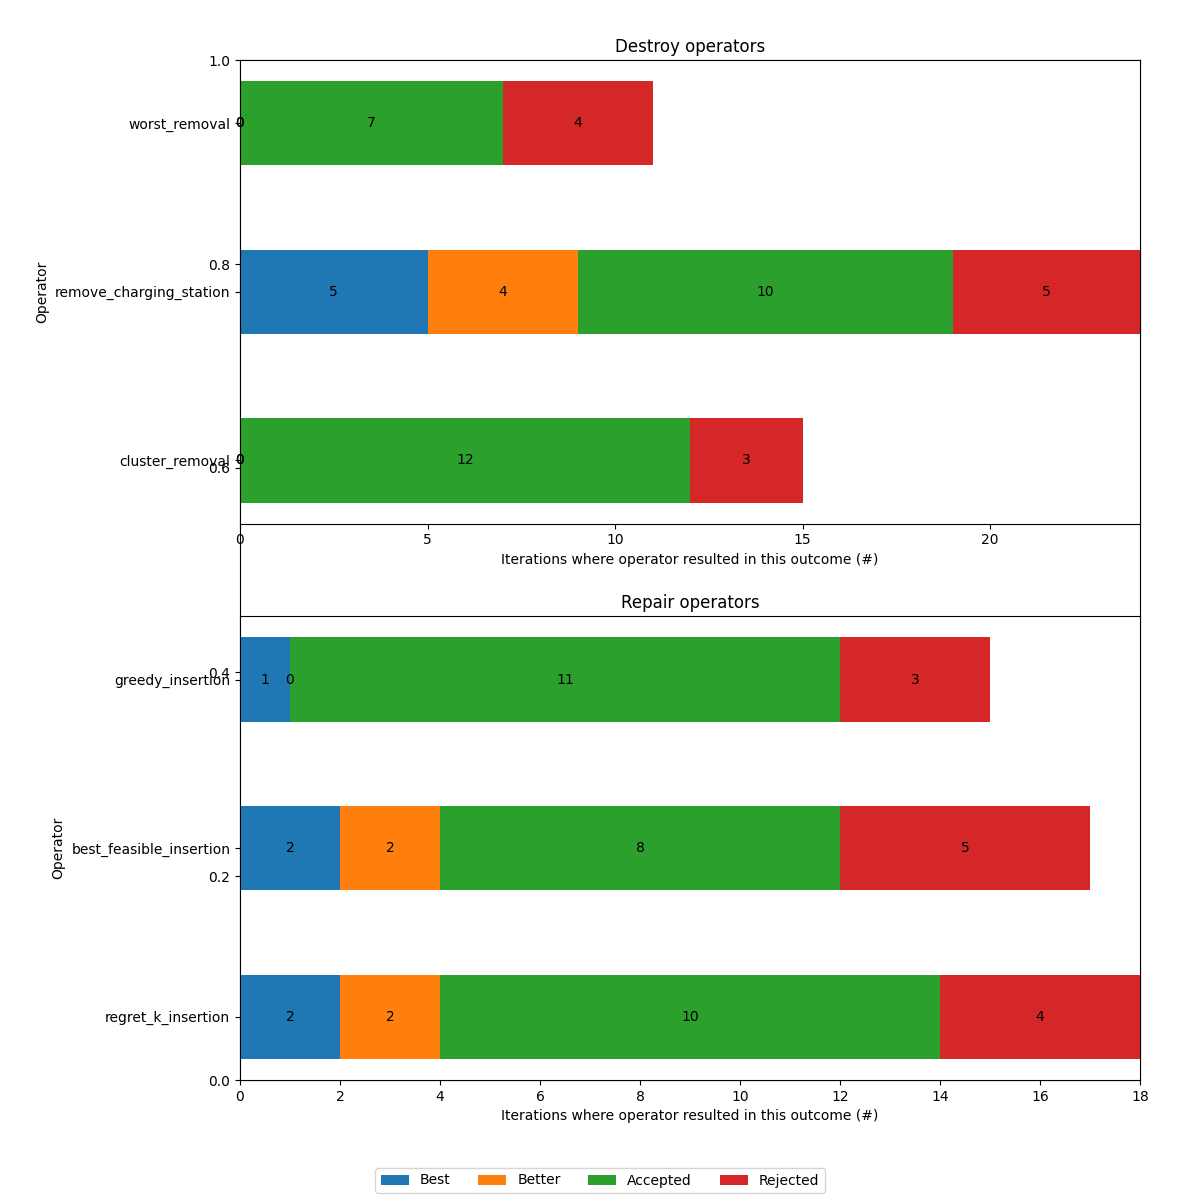 Destroy operators
1.0
worst_removal 0 7 4
Operator
0.8
remove_charging_station 5 4 10 5
cluster_removal 0 12 3
0.6
0 5 10 15 20
Iterations where operator resulted in this outcome (#)
Repair operators
0.4
greedy_insertion 1 0 11 3
Operator
best_feasible_insertion 2 2 8 5
0.2
regret_k_insertion 2 2 10 4
0.0
0 2 4 6 8 10 12 14 16 18
Iterations where operator resulted in this outcome (#)
Best Better Accepted Rejected